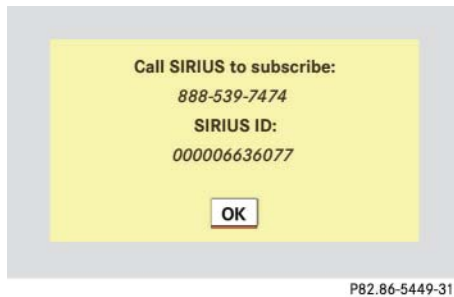 Call SIRIUS to subscribe:
888-539-7474
SIRIUS ID:
000006636077
OK
P82.86-5449-31